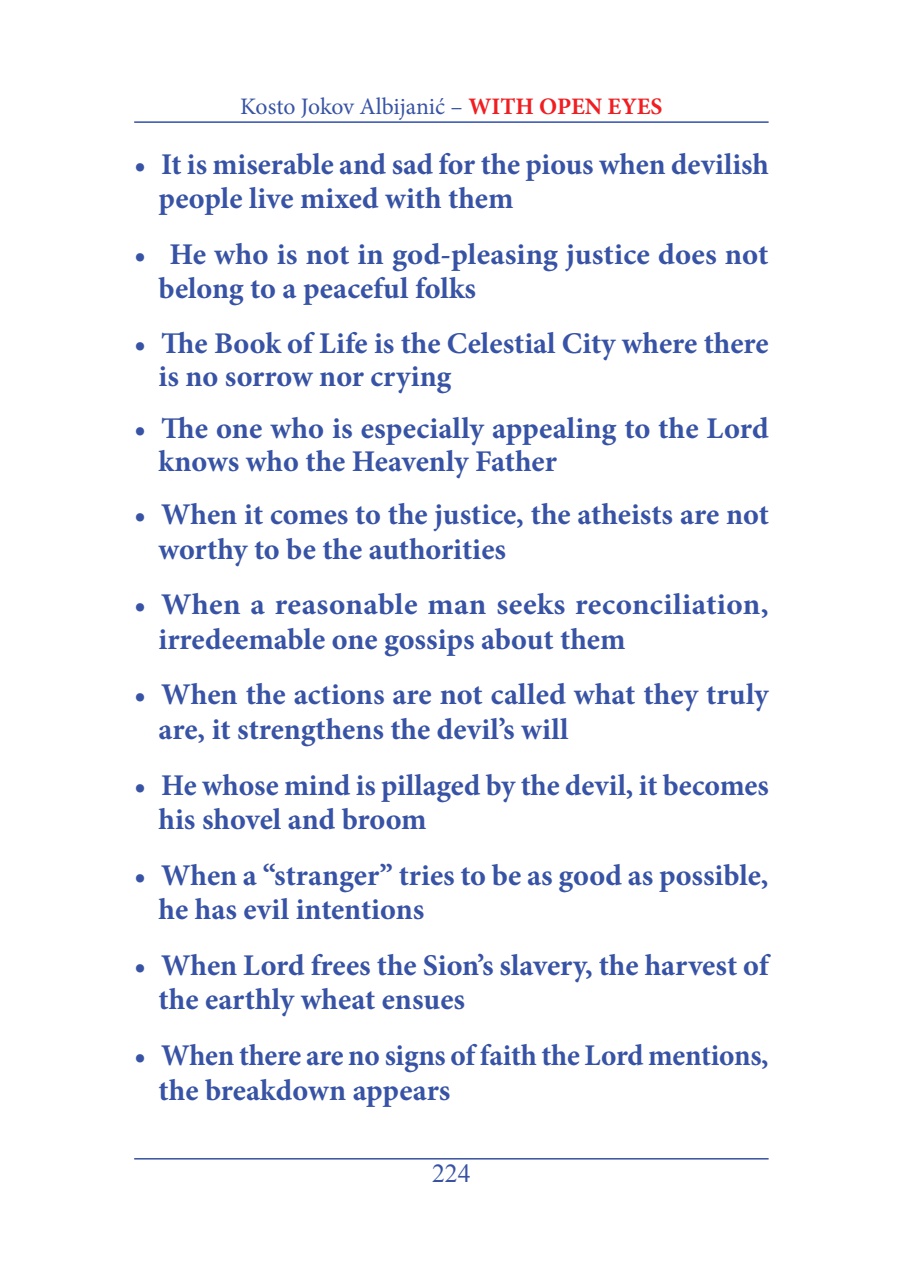 Kosto Jokov Albijanić – WITH OPEN EYES
• It is miserable and sad for the pious when devilish
people live mixed with them
• He who is not in god-pleasing justice does not
belong to a peaceful folks
• The Book of Life is the Celestial City where there
is no sorrow nor crying
• The one who is especially appealing to the Lord
knows who the Heavenly Father
• When it comes to the justice, the atheists are not
worthy to be the authorities
• When a reasonable man seeks reconciliation,
irredeemable one gossips about them
• When the actions are not called what they truly
are, it strengthens the devil’s will
• He whose mind is pillaged by the devil, it becomes
his shovel and broom
• When a “stranger” tries to be as good as possible,
he has evil intentions
• When Lord frees the Sion’s slavery, the harvest of
the earthly wheat ensues
• When there are no signs of faith the Lord mentions,
the breakdown appears
224